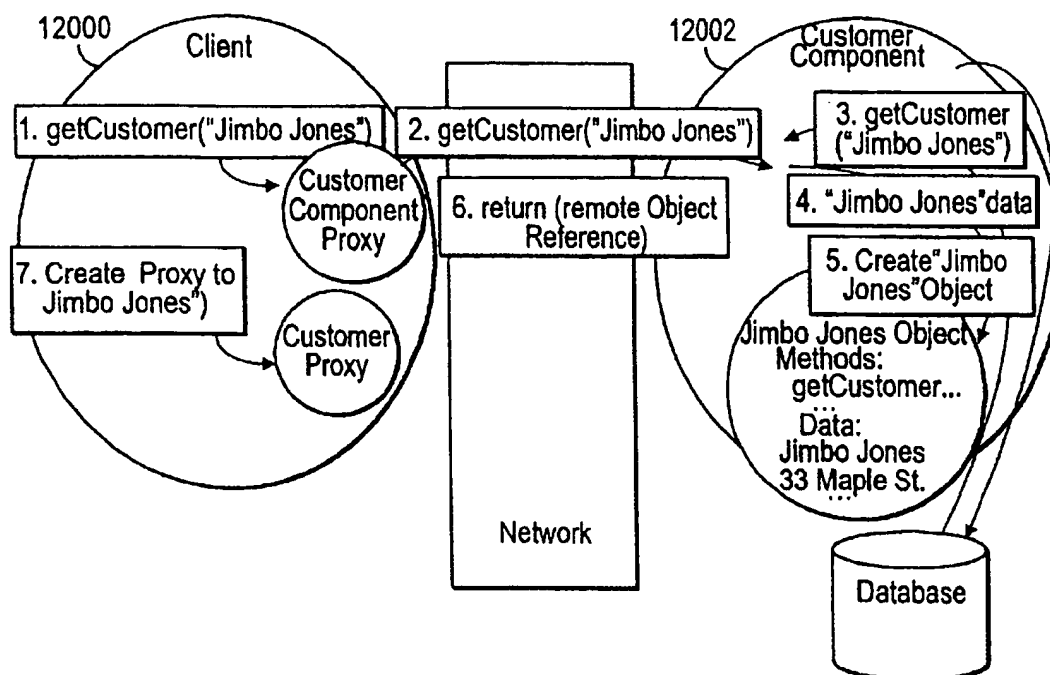 12000
Client
1. getCustomer("Jimbo Jones")
Customer
Component
Proxy
7. Create Proxy to
Jimbo Jones")
Customer
Proxy
2. getCustomer("Jimbo Jones")
6. return (remote Object
Reference)
Network
12002
Customer
Component
3. getCustomer
("Jimbo Jones")
4. "Jimbo Jones"data
5. Create"Jimbo
Jones"Object
Jimbo Jones Object
Methods:
getCustomer...
...
Data:
Jimbo Jones
33 Maple St.
...
Database